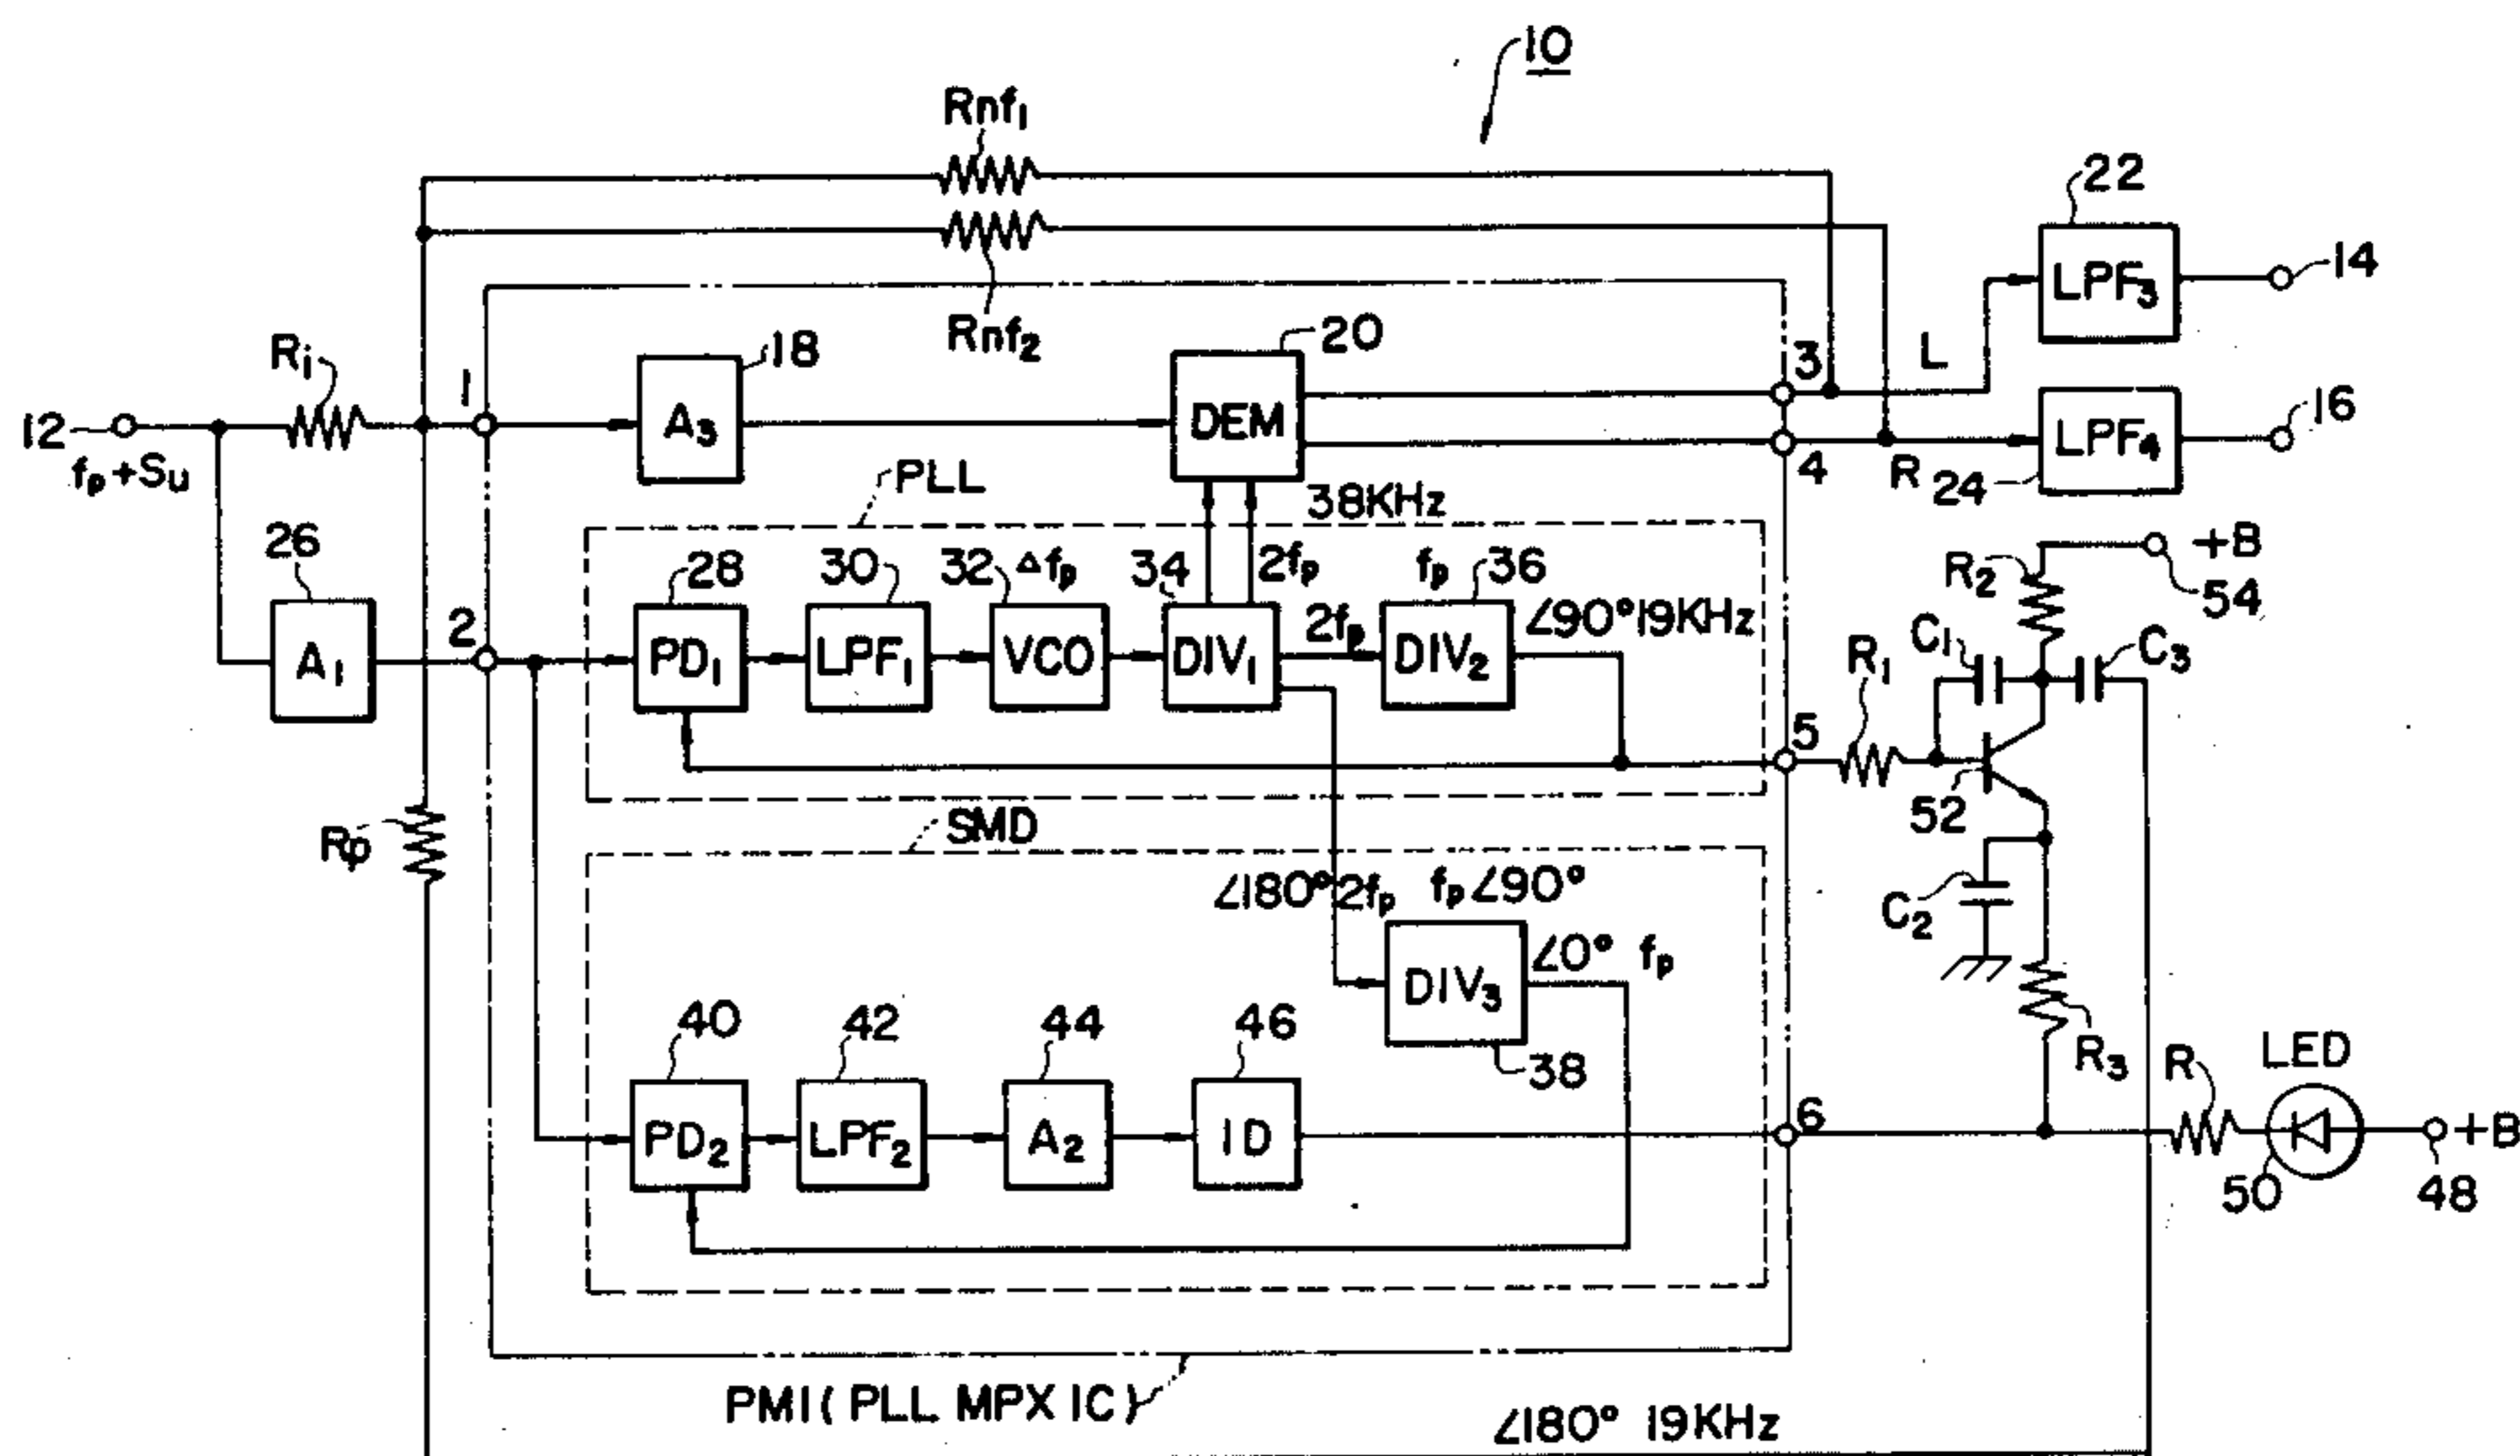 10
Rnf1
22
LPF3
14
Rnf2
Ri
1
18
A3
20
DEM
3
L
12
fp+Su
16
LPF4
4
R
24
PLL
38KHz
26
A1
2
28
PD1
30
LPF1
32
Δfp
VCO
34
DIV1
2fp
2fp
fp
36
DIV2
∠90°19KHz
R2
+B
54
C1
C3
R1
5
52
Rp
SMD
∠180°2fp
fp∠90°
C2
DIV3
∠0° fp
38
40
PD2
42
LPF2
44
A2
46
ID
6
R3
R
LED
50
+B
48
PMI( PLL MPX IC)
∠180° 19KHz